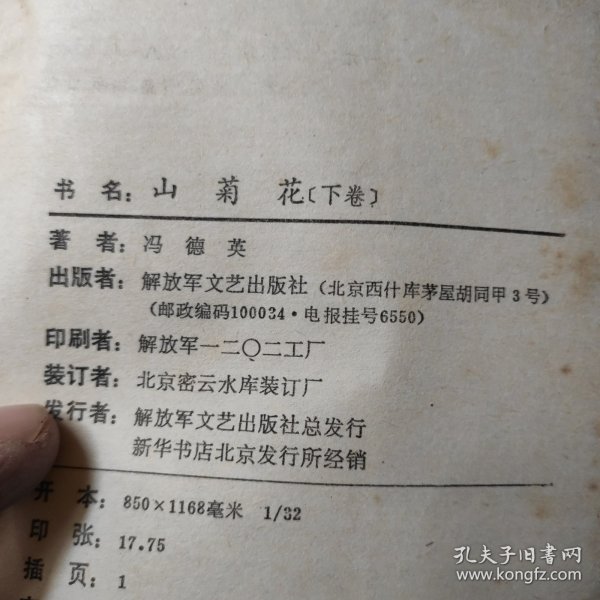 书 名：山 菊 花〔下卷〕
著 者：冯 德 英
出版者：解放军文艺出版社（北京西什库茅屋胡同甲3号）
（邮政编码100034·电报挂号6550）
印刷者：解放军一二〇二工厂
装订者：北京密云水库装订厂
发行者：解放军文艺出版社总发行
新华书店北京发行所经销
开 本：850×1168毫米 1/32
印 张：17.75
插 页：1
孔夫子旧书网
www.kongfz.com